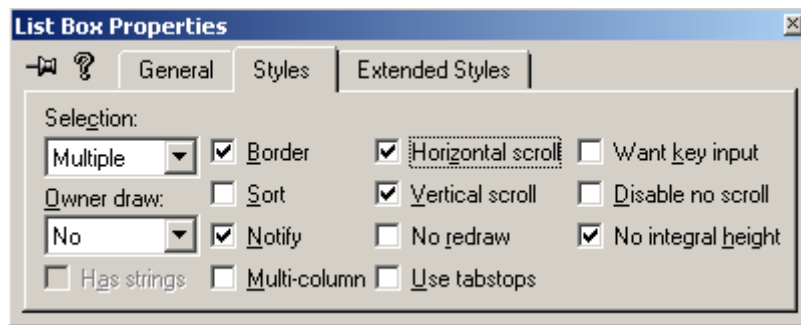 List Box Properties
General Styles Extended Styles
Selection:
Multiple Border Horizontal scroll Want key input
Owner draw: Sort Vertical scroll Disable no scroll
No Notify No redraw No integral height
Has strings Multi-column Use tabstops